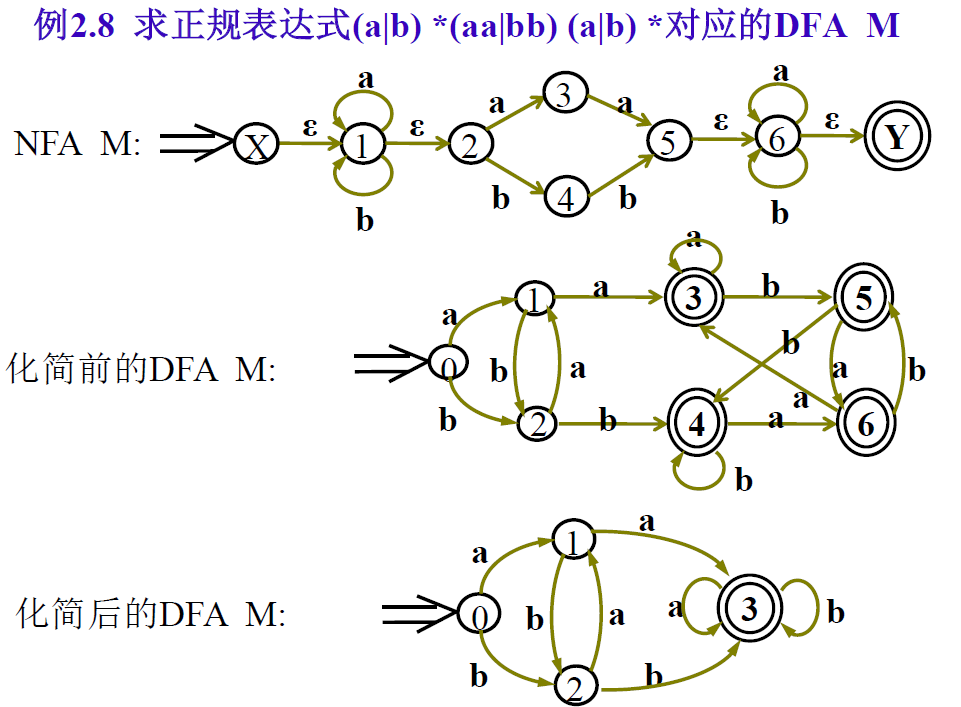 例2.8 求正规表达式(a|b) *(aa|bb) (a|b) *对应的DFA M
NFA M:
X ε 1 ε 2 a 3 a 5 ε 6 ε Y
a
b
b 4 b
a
b
化简前的DFA M:
0 a 1 a 3 b 5
a
b a b a b
b 2 b 4 a 6
a
b
化简后的DFA M:
0 a 1 a
b a a 3 b
b 2 b